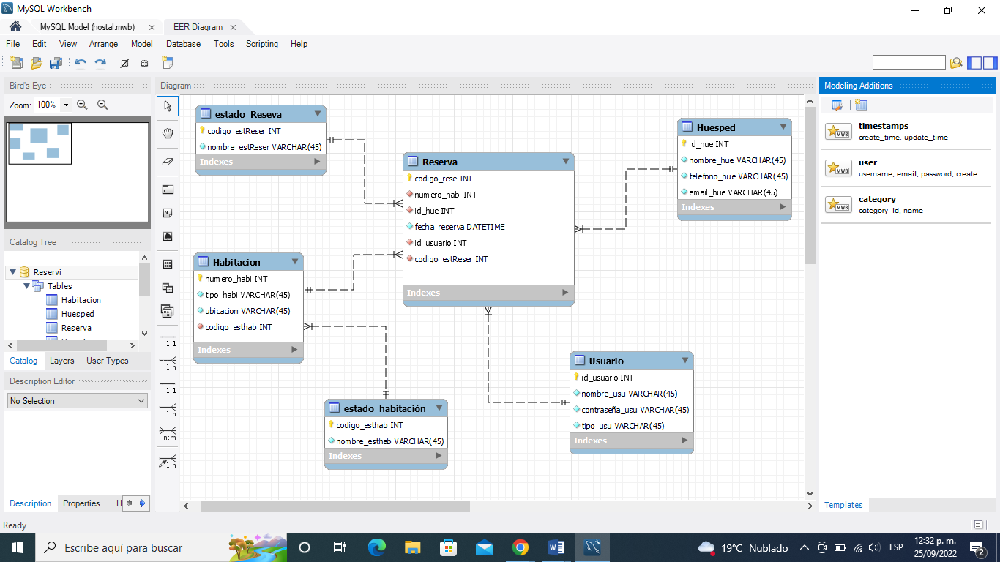 MySQL Workbench
MySQL Model (hostal.mwb)
EER Diagram
File Edit View Arrange Model Database Tools Scripting Help
Bird's Eye
Zoom: 100%
Catalog Tree
Reservi
Tables
Habitacion
Huesped
Reserva
Catalog Layers User Types
Description Editor
No Selection
Description Properties H
Ready
1:1
1:n
1:1
1:n
n:m
1:n
Diagram
estado_Reseva
codigo_estReser INT
nombre_estReser VARCHAR(45)
Indexes
Reserva
codigo_rese INT
numero_habi INT
id_hue INT
fecha_reserva DATETIME
id_usuario INT
codigo_estReser INT
Indexes
Huesped
id_hue INT
nombre_hue VARCHAR(45)
telefono_hue VARCHAR(45)
email_hue VARCHAR(45)
Indexes
Habitacion
numero_habi INT
tipo_habi VARCHAR(45)
ubicacion VARCHAR(45)
codigo_esthab INT
Indexes
estado_habitación
codigo_esthab INT
nombre_esthab VARCHAR(45)
Indexes
Usuario
id_usuario INT
nombre_usu VARCHAR(45)
contraseña_usu VARCHAR(45)
tipo_usu VARCHAR(45)
Indexes
Modeling Additions
MWB
timestamps
create_time, update_time
MWB
user
username, email, password, create...
MWB
category
category_id, name
Templates
Escribe aquí para buscar
19°C Nublado
ESP
12:32 p. m.
25/09/2022
2